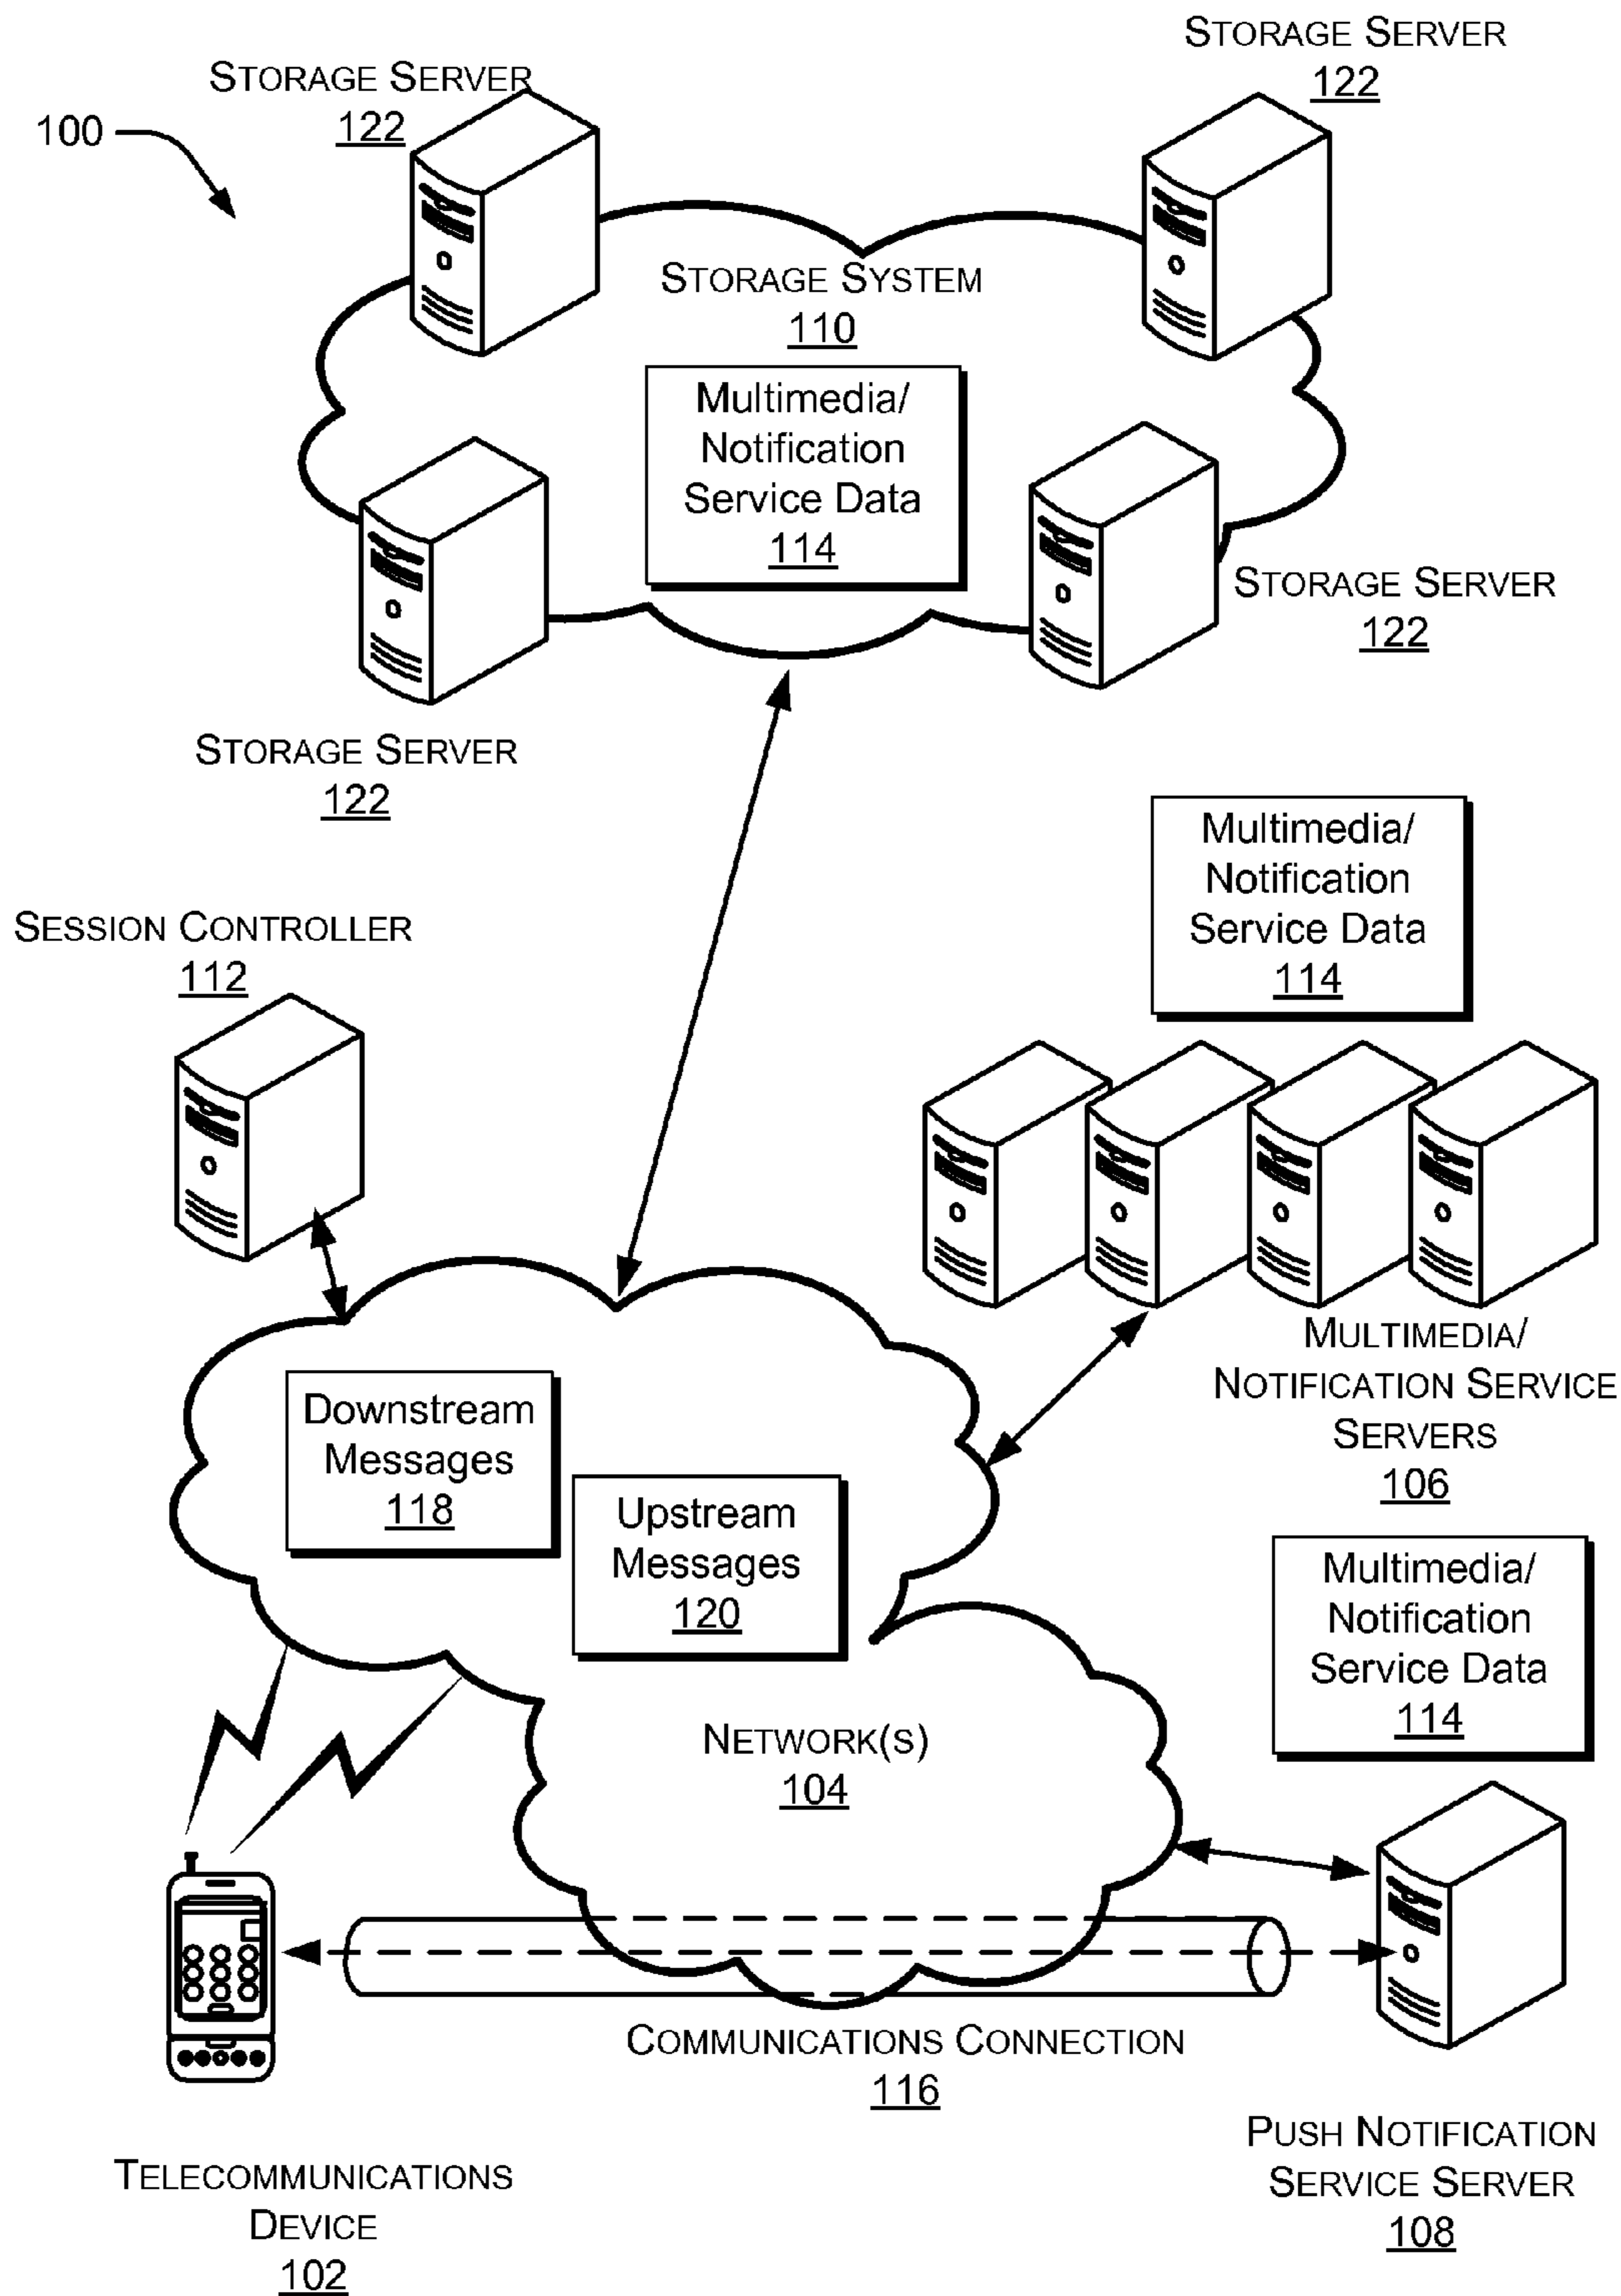 STORAGE SERVER
122
STORAGE SERVER
122
100
STORAGE SYSTEM
110
Multimedia/
Notification
Service Data
114
STORAGE SERVER
122
STORAGE SERVER
122
Multimedia/
Notification
Service Data
114
SESSION CONTROLLER
112
MULTIMEDIA/
NOTIFICATION SERVICE
SERVERS
106
Downstream
Messages
118
Upstream
Messages
120
Multimedia/
Notification
Service Data
114
NETWORK(S)
104
COMMUNICATIONS CONNECTION
116
PUSH NOTIFICATION
SERVICE SERVER
108
TELECOMMUNICATIONS
DEVICE
102